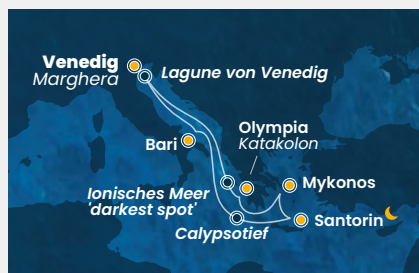 Venedig
Marghera
Lagune von Venedig
Bari
Olympia
Katakolon
Ionisches Meer
'darkest spot'
Mykonos
Calypsotief
Santorin